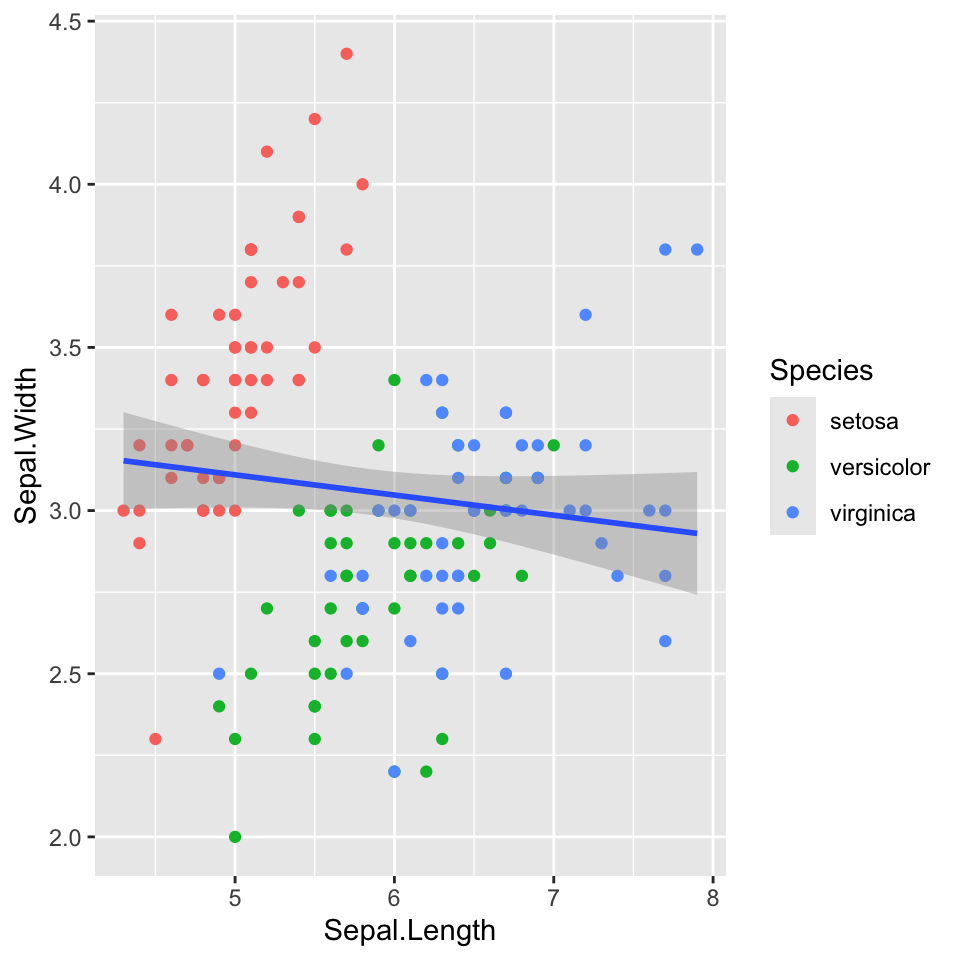 4.5
4.0
3.5
3.0
2.5
2.0
Sepal.Width
5 6 7 8
Sepal.Length
Species
setosa
versicolor
virginica